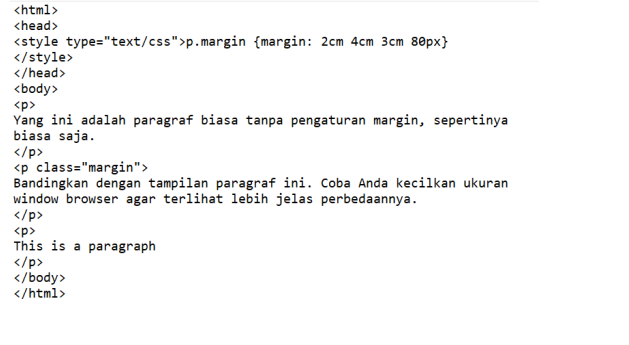 <html>
<head>
<style type="text/css">p.margin {margin: 2cm 4cm 3cm 80px}
</style>
</head>
<body>
<p>
Yang ini adalah paragraf biasa tanpa pengaturan margin, sepertinya
biasa saja.
</p>
<p class="margin">
Bandingkan dengan tampilan paragraf ini. Coba Anda kecilkan ukuran
window browser agar terlihat lebih jelas perbedaannya.
</p>
<p>
This is a paragraph
</p>
</body>
</html>